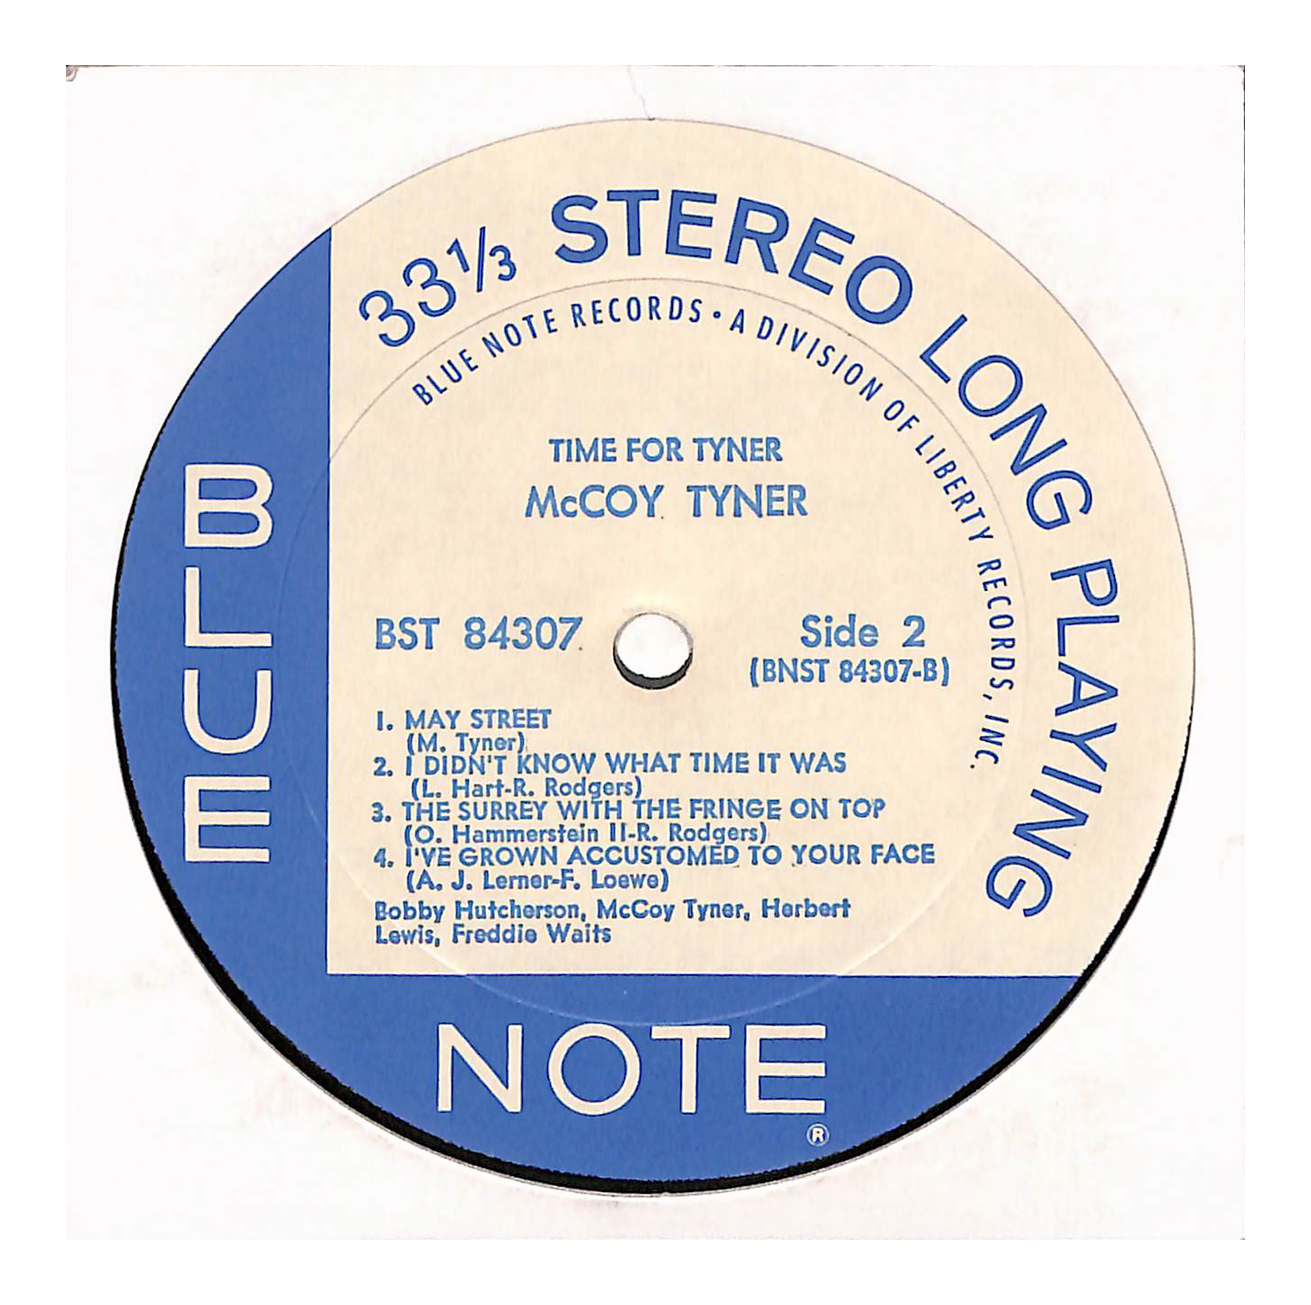 33⅓ STEREO LONG PLAYING
BLUE NOTE RECORDS • A DIVISION OF LIBERTY RECORDS, INC.
TIME FOR TYNER
McCOY TYNER
BST 84307
Side 2
(BNST 84307-B)
1. MAY STREET
(M. Tyner)
2. I DIDN'T KNOW WHAT TIME IT WAS
(L. Hart-R. Rodgers)
3. THE SURREY WITH THE FRINGE ON TOP
(O. Hammerstein II-R. Rodgers)
4. I'VE GROWN ACCUSTOMED TO YOUR FACE
(A. J. Lerner-F. Loewe)
Bobby Hutcherson, McCoy Tyner, Herbert
Lewis, Freddie Waits
BLUE
NOTE
®